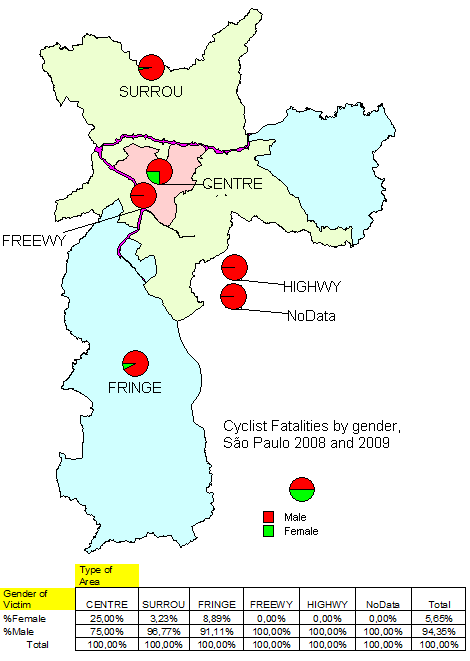 SURROU
CENTRE
FREEWY
HIGHWY
NoData
FRINGE
Cyclist Fatalities by gender,
São Paulo 2008 and 2009
Male
Female
Type of
Area
Gender of
Victim CENTRE SURROU FRINGE FREEWY HIGHWY NoData Total
%Female 25,00% 3,23% 8,89% 0,00% 0,00% 0,00% 5,65%
%Male 75,00% 96,77% 91,11% 100,00% 100,00% 100,00% 94,35%
Total 100,00% 100,00% 100,00% 100,00% 100,00% 100,00% 100,00%